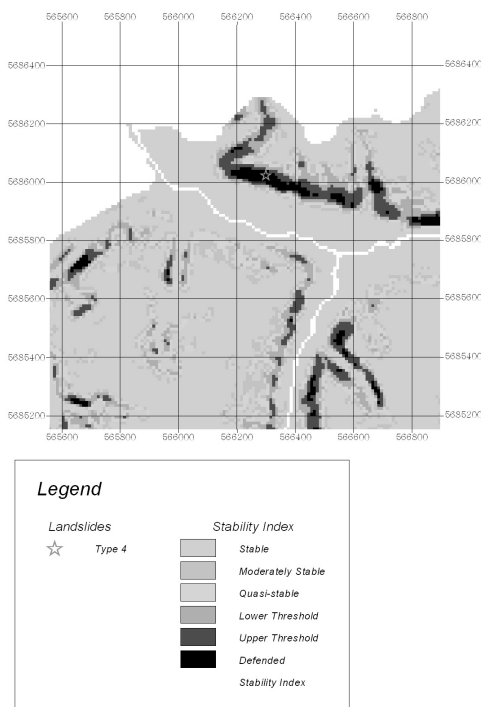 565600 565800 566000 566200 566400 566600 566800
5686400 5686400
5686200 5686200
5686000 5686000
5685800 5685800
5685600 5685600
5685400 5685400
5685200 5685200
565600 565800 566000 566200 566400 566600 566800
Legend
Landslides
Type 4
Stability Index
Stable
Moderately Stable
Quasi-stable
Lower Threshold
Upper Threshold
Defended
Stability Index